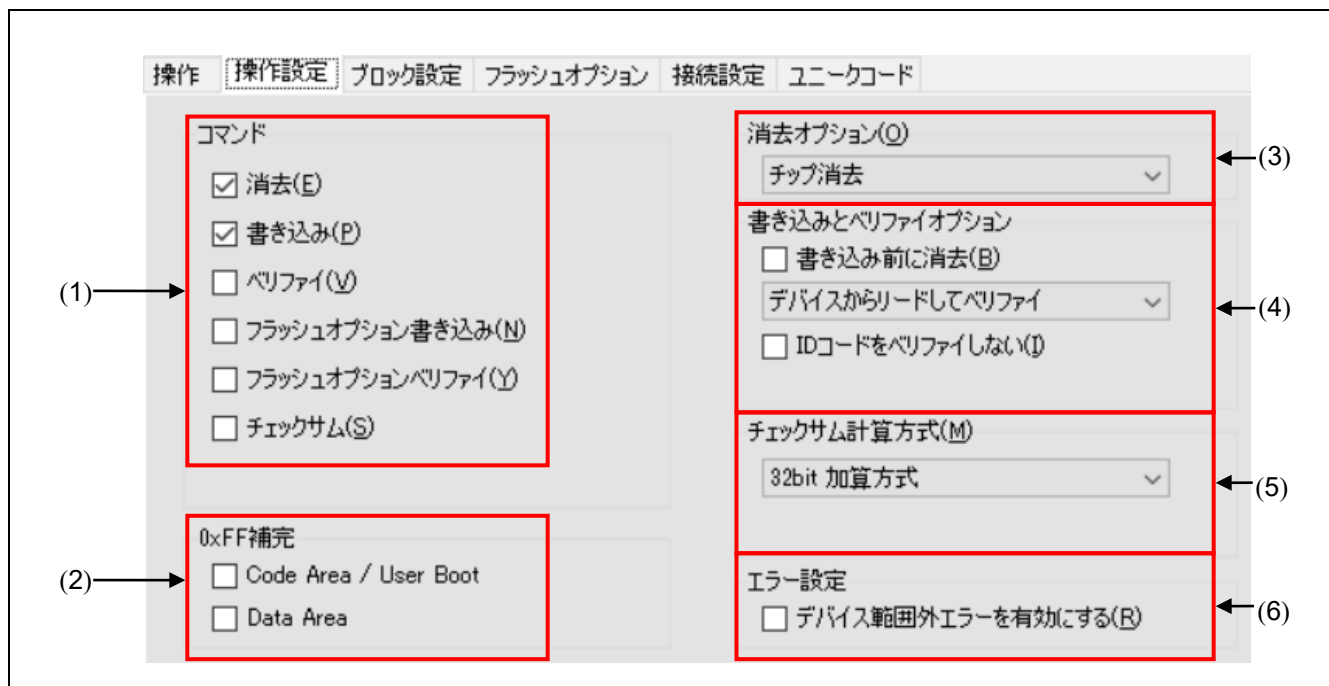 操作 操作設定 ブロック設定 フラッシュオプション 接続設定 ユニークコード
コマンド
消去(E)
書き込み(P)
ベリファイ(V)
フラッシュオプション書き込み(N)
フラッシュオプションベリファイ(Y)
チェックサム(S)
(1)
0xFF補完
Code Area / User Boot
Data Area
(2)
消去オプション(O)
チップ消去
(3)
書き込みとベリファイオプション
書き込み前に消去(B)
デバイスからリードしてベリファイ
IDコードをベリファイしない(I)
(4)
チェックサム計算方式(M)
32bit 加算方式
(5)
エラー設定
デバイス範囲外エラーを有効にする(R)
(6)